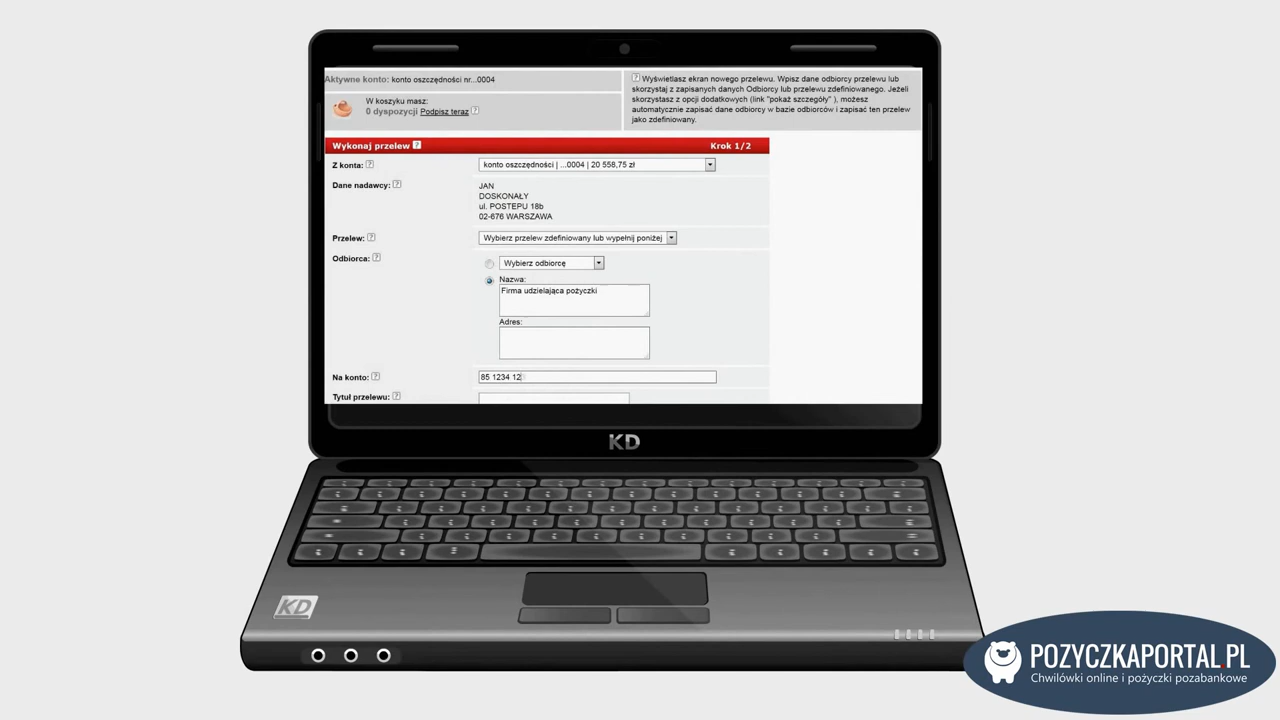 Aktywne konto: konto oszczędności nr...0004
W koszyku masz:
0 dyspozycji Podpisz teraz ?
? Wyświetlasz ekran nowego przelewu. Wpisz dane odbiorcy przelewu lub
skorzystaj z zapisanych danych Odbiorcy lub przelewu zdefiniowanego. Jeżeli
skorzystasz z opcji dodatkowych (link "pokaż szczegóły" ), możesz
automatycznie zapisać dane odbiorcy w bazie odbiorców i zapisać ten przelew
jako zdefiniowany.
Wykonaj przelew ? Krok 1/2
Z konta: ? konto oszczędności | ...0004 | 20 558,75 zł
Dane nadawcy: ? JAN
DOSKONAŁY
ul. POSTEPU 18b
02-676 WARSZAWA
Przelew: ? Wybierz przelew zdefiniowany lub wypełnij poniżej
Odbiorca: ? Wybierz odbiorcę
Nazwa:
Firma udzielająca pożyczki
Adres:
Na konto: ? 85 1234 12
Tytuł przelewu: ?
KD
KD
POZYCZKAPORTAL.PL
Chwilówki online i pożyczki pozabankowe